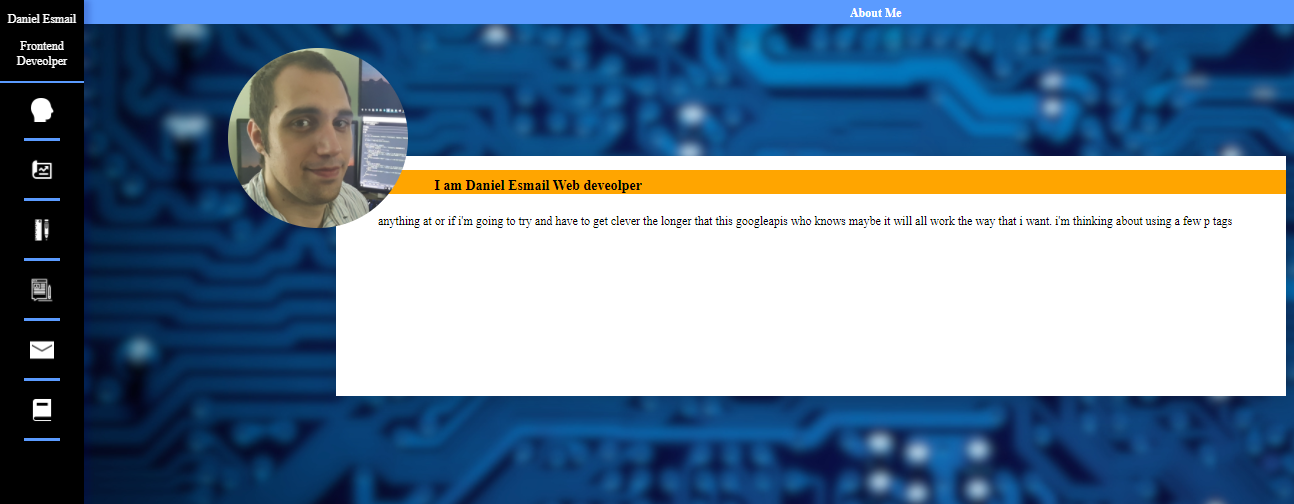 Daniel Esmail
Frontend
Deveolper
About Me
I am Daniel Esmail Web deveolper
anything at or if i'm going to try and have to get clever the longer that this googleapis who knows maybe it will all work the way that i want. i'm thinking about using a few p tags